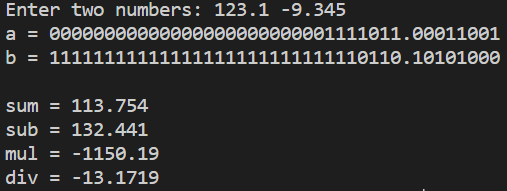 Enter two numbers: 123.1 -9.345
a = 00000000000000000000000001111011.00011001
b = 11111111111111111111111111110110.10101000
sum = 113.754
sub = 132.441
mul = -1150.19
div = -13.1719